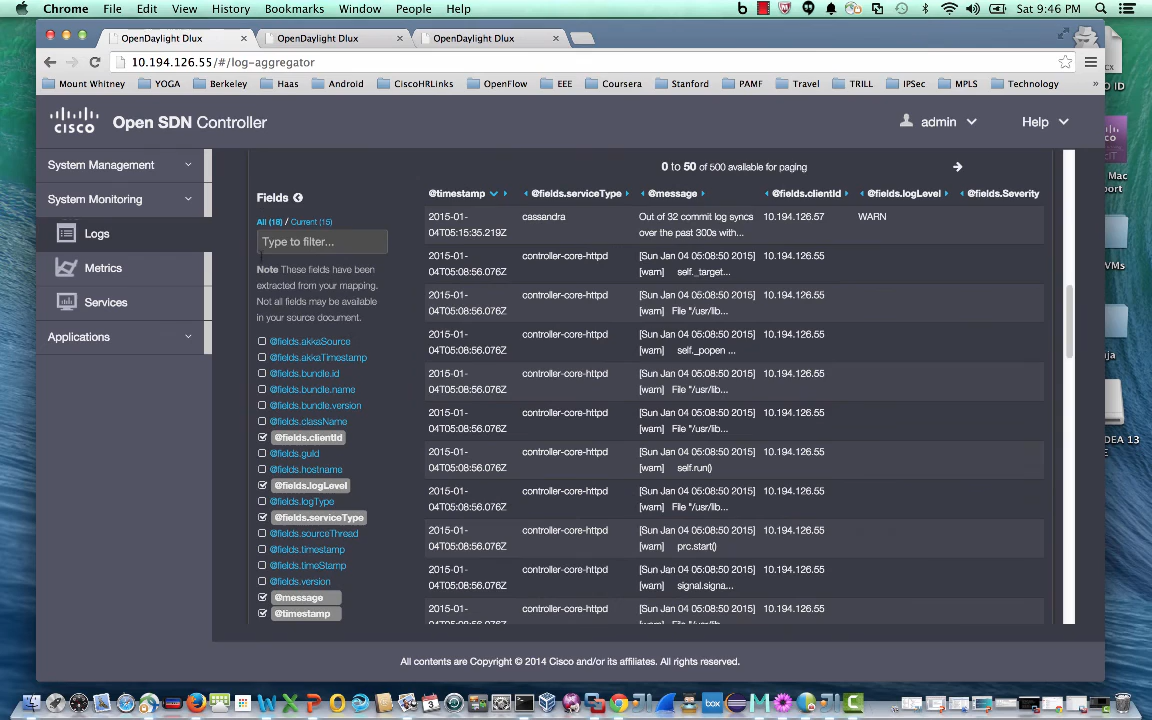 Chrome File Edit View History Bookmarks Window People Help Sat 9:46 PM
OpenDaylight Dlux OpenDaylight Dlux OpenDaylight Dlux
10.194.126.55/#/log-aggregator
Mount Whitney YOGA Berkeley Haas Android CiscoHRLinks OpenFlow EEE Coursera Stanford PAMF Travel TRILL IPSec MPLS Technology »
CISCO Open SDN Controller admin Help
System Management
System Monitoring
Logs
Metrics
Services
Applications
0 to 50 of 500 available for paging
Fields
All (18) / Current (15)
Type to filter...
Note These fields have been
extracted from your mapping.
Not all fields may be available
in your source document.
@fields.akkaSource
@fields.akkaTimestamp
@fields.bundle.id
@fields.bundle.name
@fields.bundle.version
@fields.className
@fields.clientId
@fields.guId
@fields.hostname
@fields.logLevel
@fields.logType
@fields.serviceType
@fields.sourceThread
@fields.timestamp
@fields.timeStamp
@fields.version
@message
@timestamp
@timestamp @fields.serviceType @message @fields.clientId @fields.logLevel @fields.Severity
2015-01- cassandra Out of 32 commit log syncs 10.194.126.57 WARN
04T05:15:35.219Z over the past 300s with...
2015-01- controller-core-httpd [Sun Jan 04 05:08:50 2015] 10.194.126.55
04T05:08:56.076Z [warn] self._target...
2015-01- controller-core-httpd [Sun Jan 04 05:08:50 2015] 10.194.126.55
04T05:08:56.076Z [warn] File "/usr/lib...
2015-01- controller-core-httpd [Sun Jan 04 05:08:50 2015] 10.194.126.55
04T05:08:56.076Z [warn] self._popen ...
2015-01- controller-core-httpd [Sun Jan 04 05:08:50 2015] 10.194.126.55
04T05:08:56.076Z [warn] File "/usr/lib...
2015-01- controller-core-httpd [Sun Jan 04 05:08:50 2015] 10.194.126.55
04T05:08:56.076Z [warn] File "/usr/lib...
2015-01- controller-core-httpd [Sun Jan 04 05:08:50 2015] 10.194.126.55
04T05:08:56.076Z [warn] self.run()
2015-01- controller-core-httpd [Sun Jan 04 05:08:50 2015] 10.194.126.55
04T05:08:56.076Z [warn] File "/usr/lib...
2015-01- controller-core-httpd [Sun Jan 04 05:08:50 2015] 10.194.126.55
04T05:08:56.076Z [warn] prc.start()
2015-01- controller-core-httpd [Sun Jan 04 05:08:50 2015] 10.194.126.55
04T05:08:56.076Z [warn] signal.signa...
2015-01- controller-core-httpd [Sun Jan 04 05:08:50 2015] 10.194.126.55
All contents are Copyright © 2014 Cisco and/or its affiliates. All rights reserved.
box